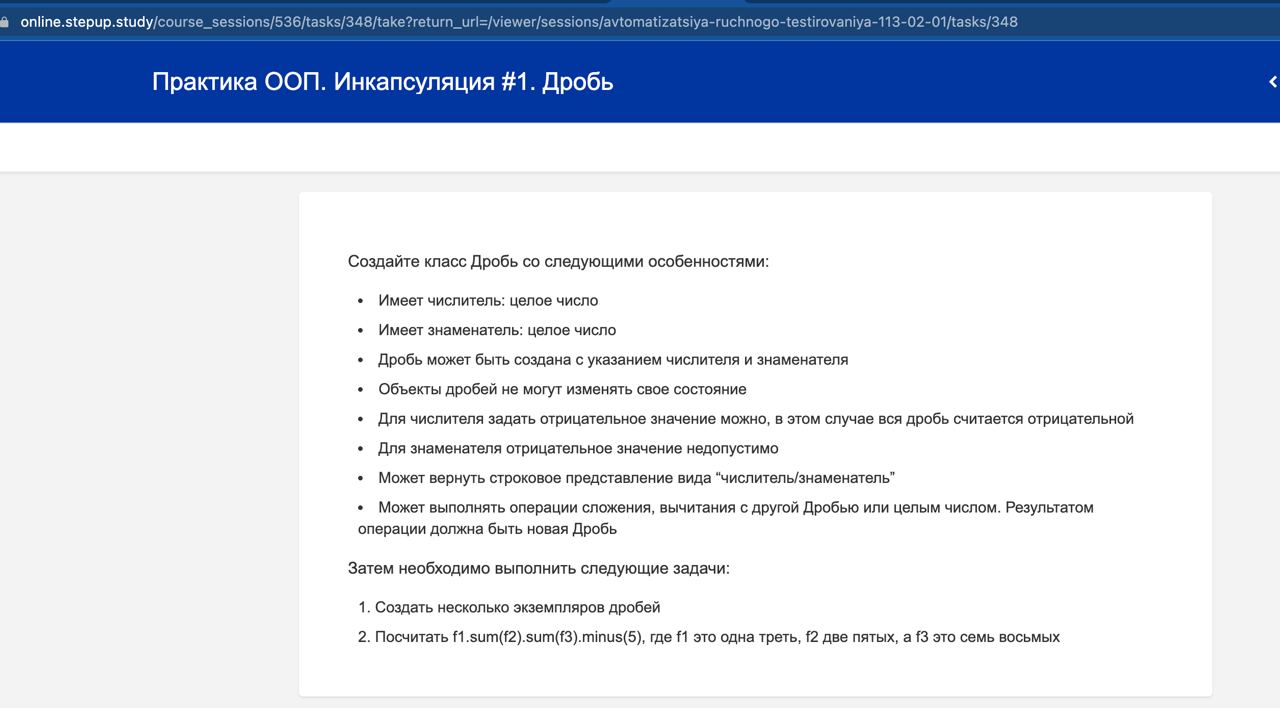 online.stepup.study/course_sessions/536/tasks/348/take?return_url=/viewer/sessions/avtomatizatsiya-ruchnogo-testirovaniya-113-02-01/tasks/348
Практика ООП. Инкапсуляция #1. Дробь
Создайте класс Дробь со следующими особенностями:
• Имеет числитель: целое число
• Имеет знаменатель: целое число
• Дробь может быть создана с указанием числителя и знаменателя
• Объекты дробей не могут изменять свое состояние
• Для числителя задать отрицательное значение можно, в этом случае вся дробь считается отрицательной
• Для знаменателя отрицательное значение недопустимо
• Может вернуть строковое представление вида “числитель/знаменатель”
• Может выполнять операции сложения, вычитания с другой Дробью или целым числом. Результатом
операции должна быть новая Дробь
Затем необходимо выполнить следующие задачи:
1. Создать несколько экземпляров дробей
2. Посчитать f1.sum(f2).sum(f3).minus(5), где f1 это одна треть, f2 две пятых, а f3 это семь восьмых